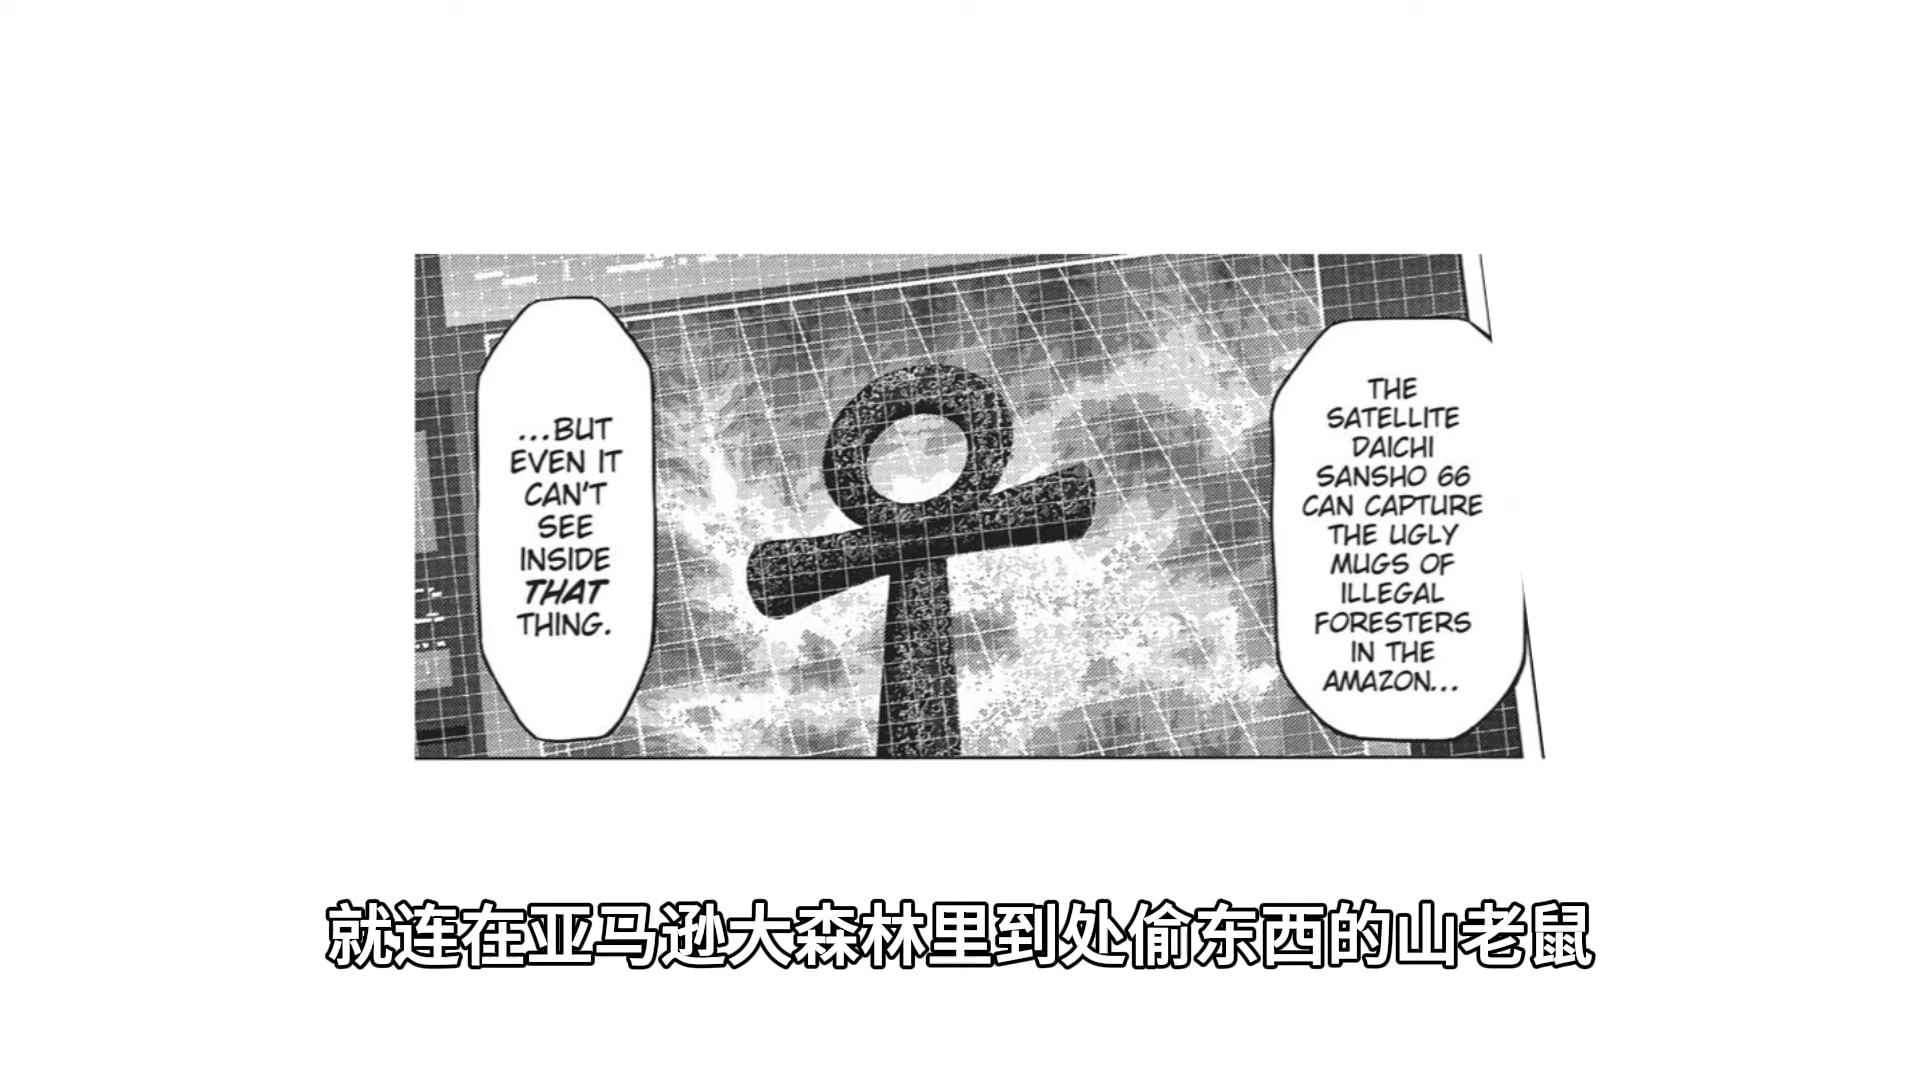 THE
SATELLITE
DAICHI
SANSHO 66
CAN CAPTURE
THE UGLY
MUGS OF
ILLEGAL
FORESTERS
IN THE
AMAZON...
...BUT
EVEN IT
CAN'T
SEE
INSIDE
THAT
THING.
就连在亚马逊大森林里到处偷东西的山老鼠